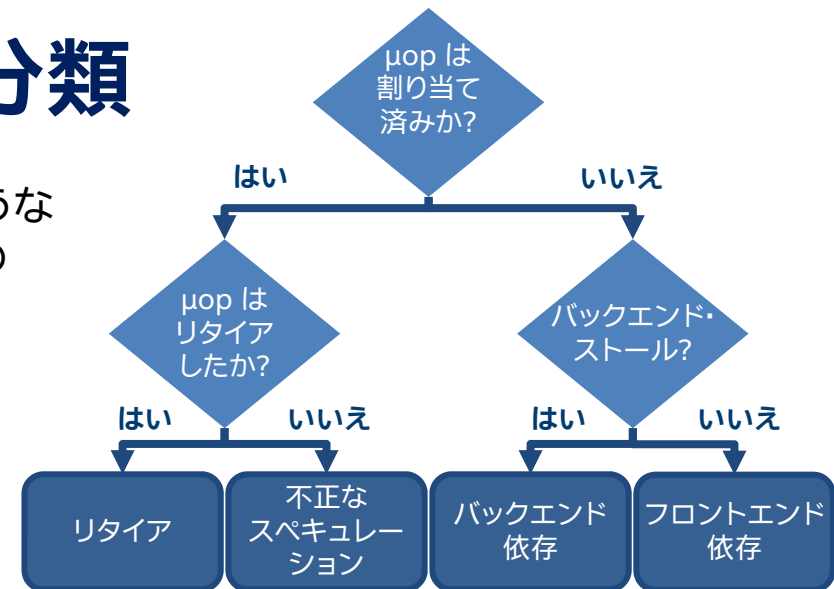 分類
うな
μop は
割り当て
済みか?
はい
いいえ
μop は
リタイア
したか?
バックエンド・
ストール?
はい
いいえ
はい
いいえ
リタイア
不正な
スペキュレー
ション
バックエンド
依存
フロントエンド
依存